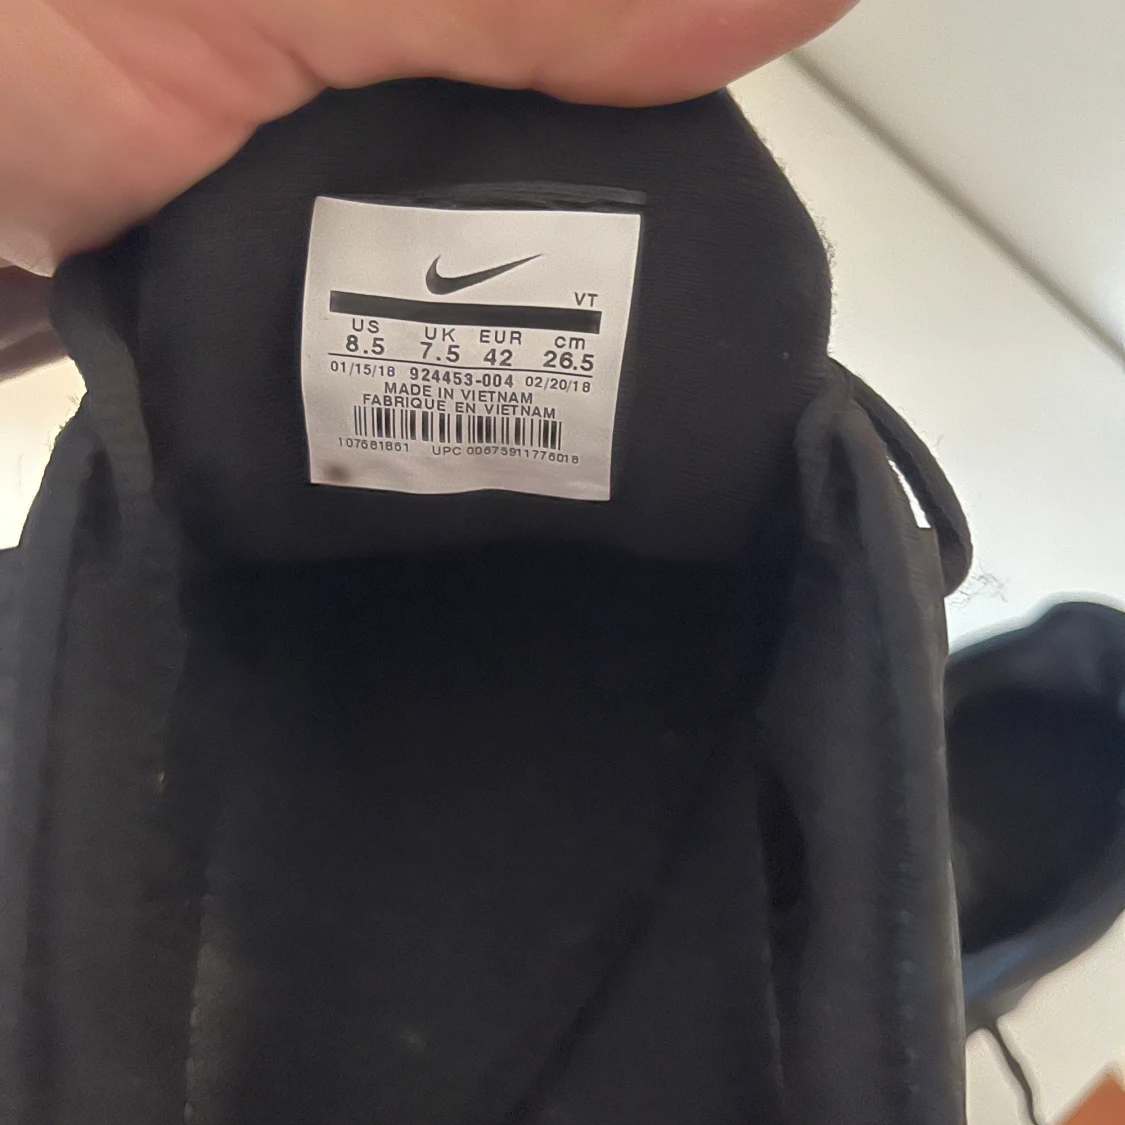 VT
US UK EUR cm
8.5 7.5 42 26.5
01/15/18 924453-004 02/20/18
MADE IN VIETNAM
FABRIQUE EN VIETNAM
107681861 UPC 00675911776018